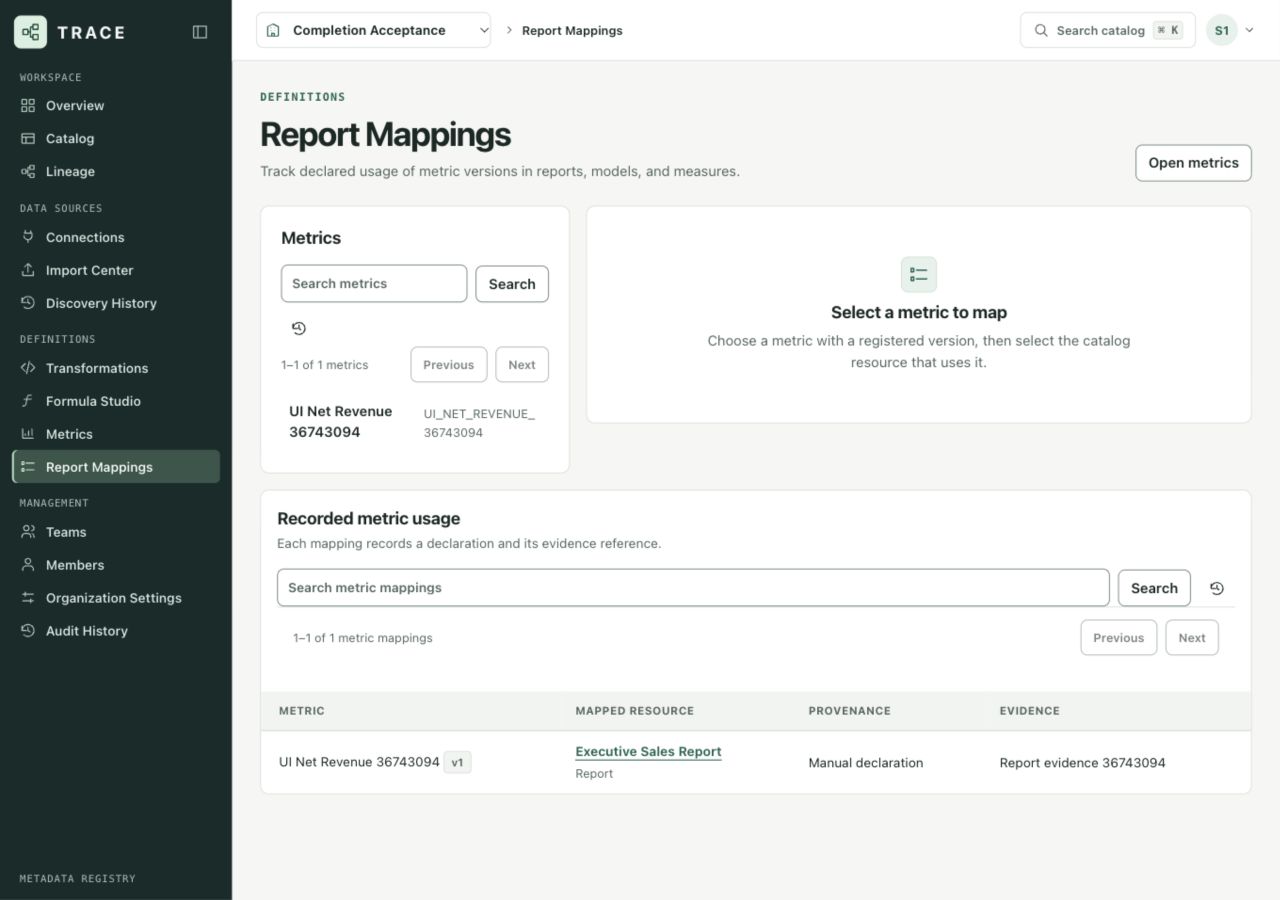 TRACE
WORKSPACE
Overview
Catalog
Lineage
DATA SOURCES
Connections
Import Center
Discovery History
DEFINITIONS
Transformations
Formula Studio
Metrics
Report Mappings
MANAGEMENT
Teams
Members
Organization Settings
Audit History
METADATA REGISTRY
Completion Acceptance
Report Mappings
Search catalog ⌘ K
S1
DEFINITIONS
Report Mappings
Track declared usage of metric versions in reports, models, and measures.
Open metrics
Metrics
Search metrics
Search
1–1 of 1 metrics
Previous
Next
UI Net Revenue
36743094
UI_NET_REVENUE_
36743094
Select a metric to map
Choose a metric with a registered version, then select the catalog
resource that uses it.
Recorded metric usage
Each mapping records a declaration and its evidence reference.
Search metric mappings
Search
1–1 of 1 metric mappings
Previous
Next
METRIC MAPPED RESOURCE PROVENANCE EVIDENCE
UI Net Revenue 36743094 v1
Executive Sales Report
Report
Manual declaration
Report evidence 36743094